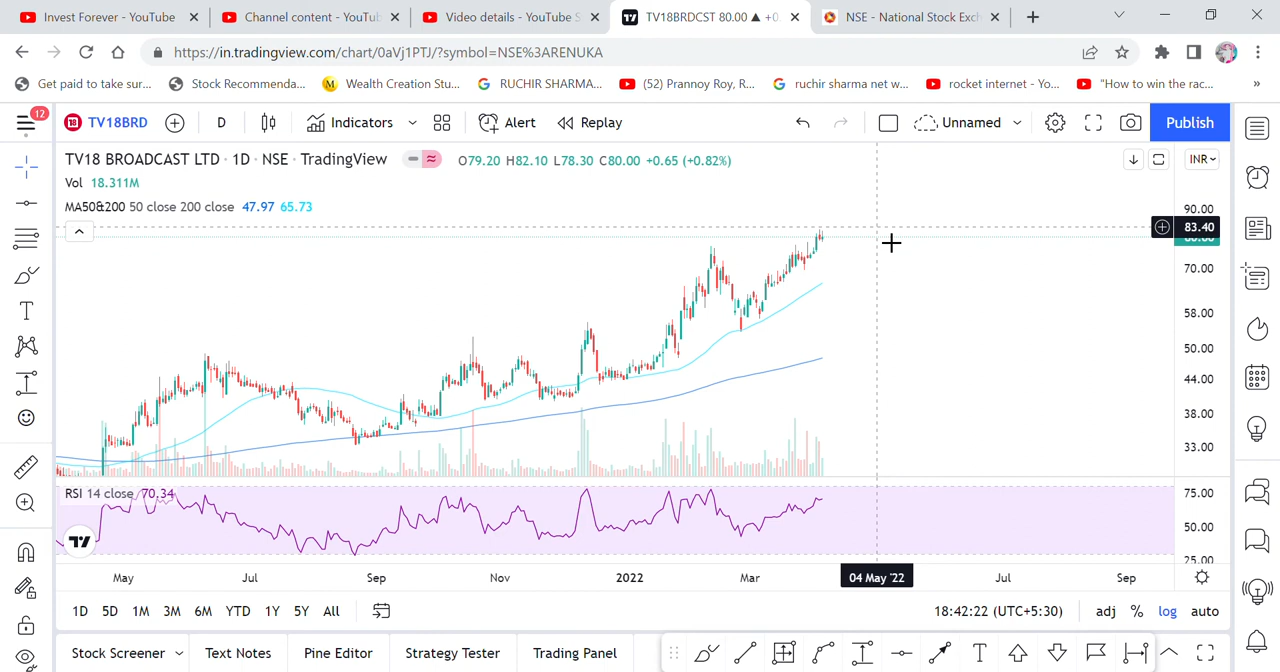 Invest Forever - YouTube
Channel content - YouTu
Video details - YouTube S
TV18BRDCST 80.00 ▲ +0.
NSE - National Stock Exch
https://in.tradingview.com/chart/0aVj1PTJ/?symbol=NSE%3ARENUKA
Get paid to take sur...
Stock Recommenda...
Wealth Creation Stu...
RUCHIR SHARMA...
(52) Prannoy Roy, R...
ruchir sharma net w...
rocket internet - Yo...
"How to win the rac...
»
12
18 TV18BRD
D
Indicators
Alert
Replay
Unnamed
Publish
TV18 BROADCAST LTD · 1D · NSE · TradingView
O79.20 H82.10 L78.30 C80.00 +0.65 (+0.82%)
INR
Vol 18.311M
MA50&200 50 close 200 close 47.97 65.73
90.00
83.40
80.00
70.00
58.00
50.00
44.00
38.00
33.00
RSI 14 close 70.34
75.00
50.00
25.00
May
Jul
Sep
Nov
2022
Mar
04 May '22
Jul
Sep
1D 5D 1M 3M 6M YTD 1Y 5Y All
18:42:22 (UTC+5:30)
adj % log auto
Stock Screener
Text Notes
Pine Editor
Strategy Tester
Trading Panel